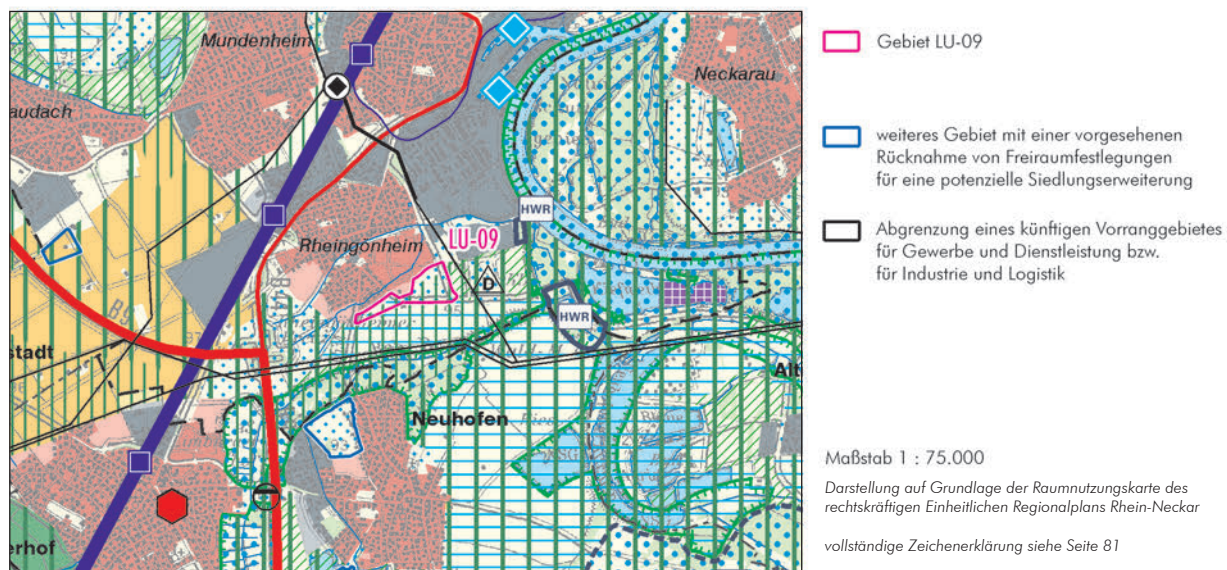 Mundenheim
Neckarau
audach
HWR
Rheingönheim
LU-09
D
HWR
stadt
Alt
Neuhofen
erhof
Gebiet LU-09
weiteres Gebiet mit einer vorgesehenen
Rücknahme von Freiraumfestlegungen
für eine potenzielle Siedlungserweiterung
Abgrenzung eines künftigen Vorranggebietes
für Gewerbe und Dienstleistung bzw.
für Industrie und Logistik
Maßstab 1 : 75.000
Darstellung auf Grundlage der Raumnutzungskarte des
rechtskräftigen Einheitlichen Regionalplans Rhein-Neckar
vollständige Zeichenerklärung siehe Seite 81